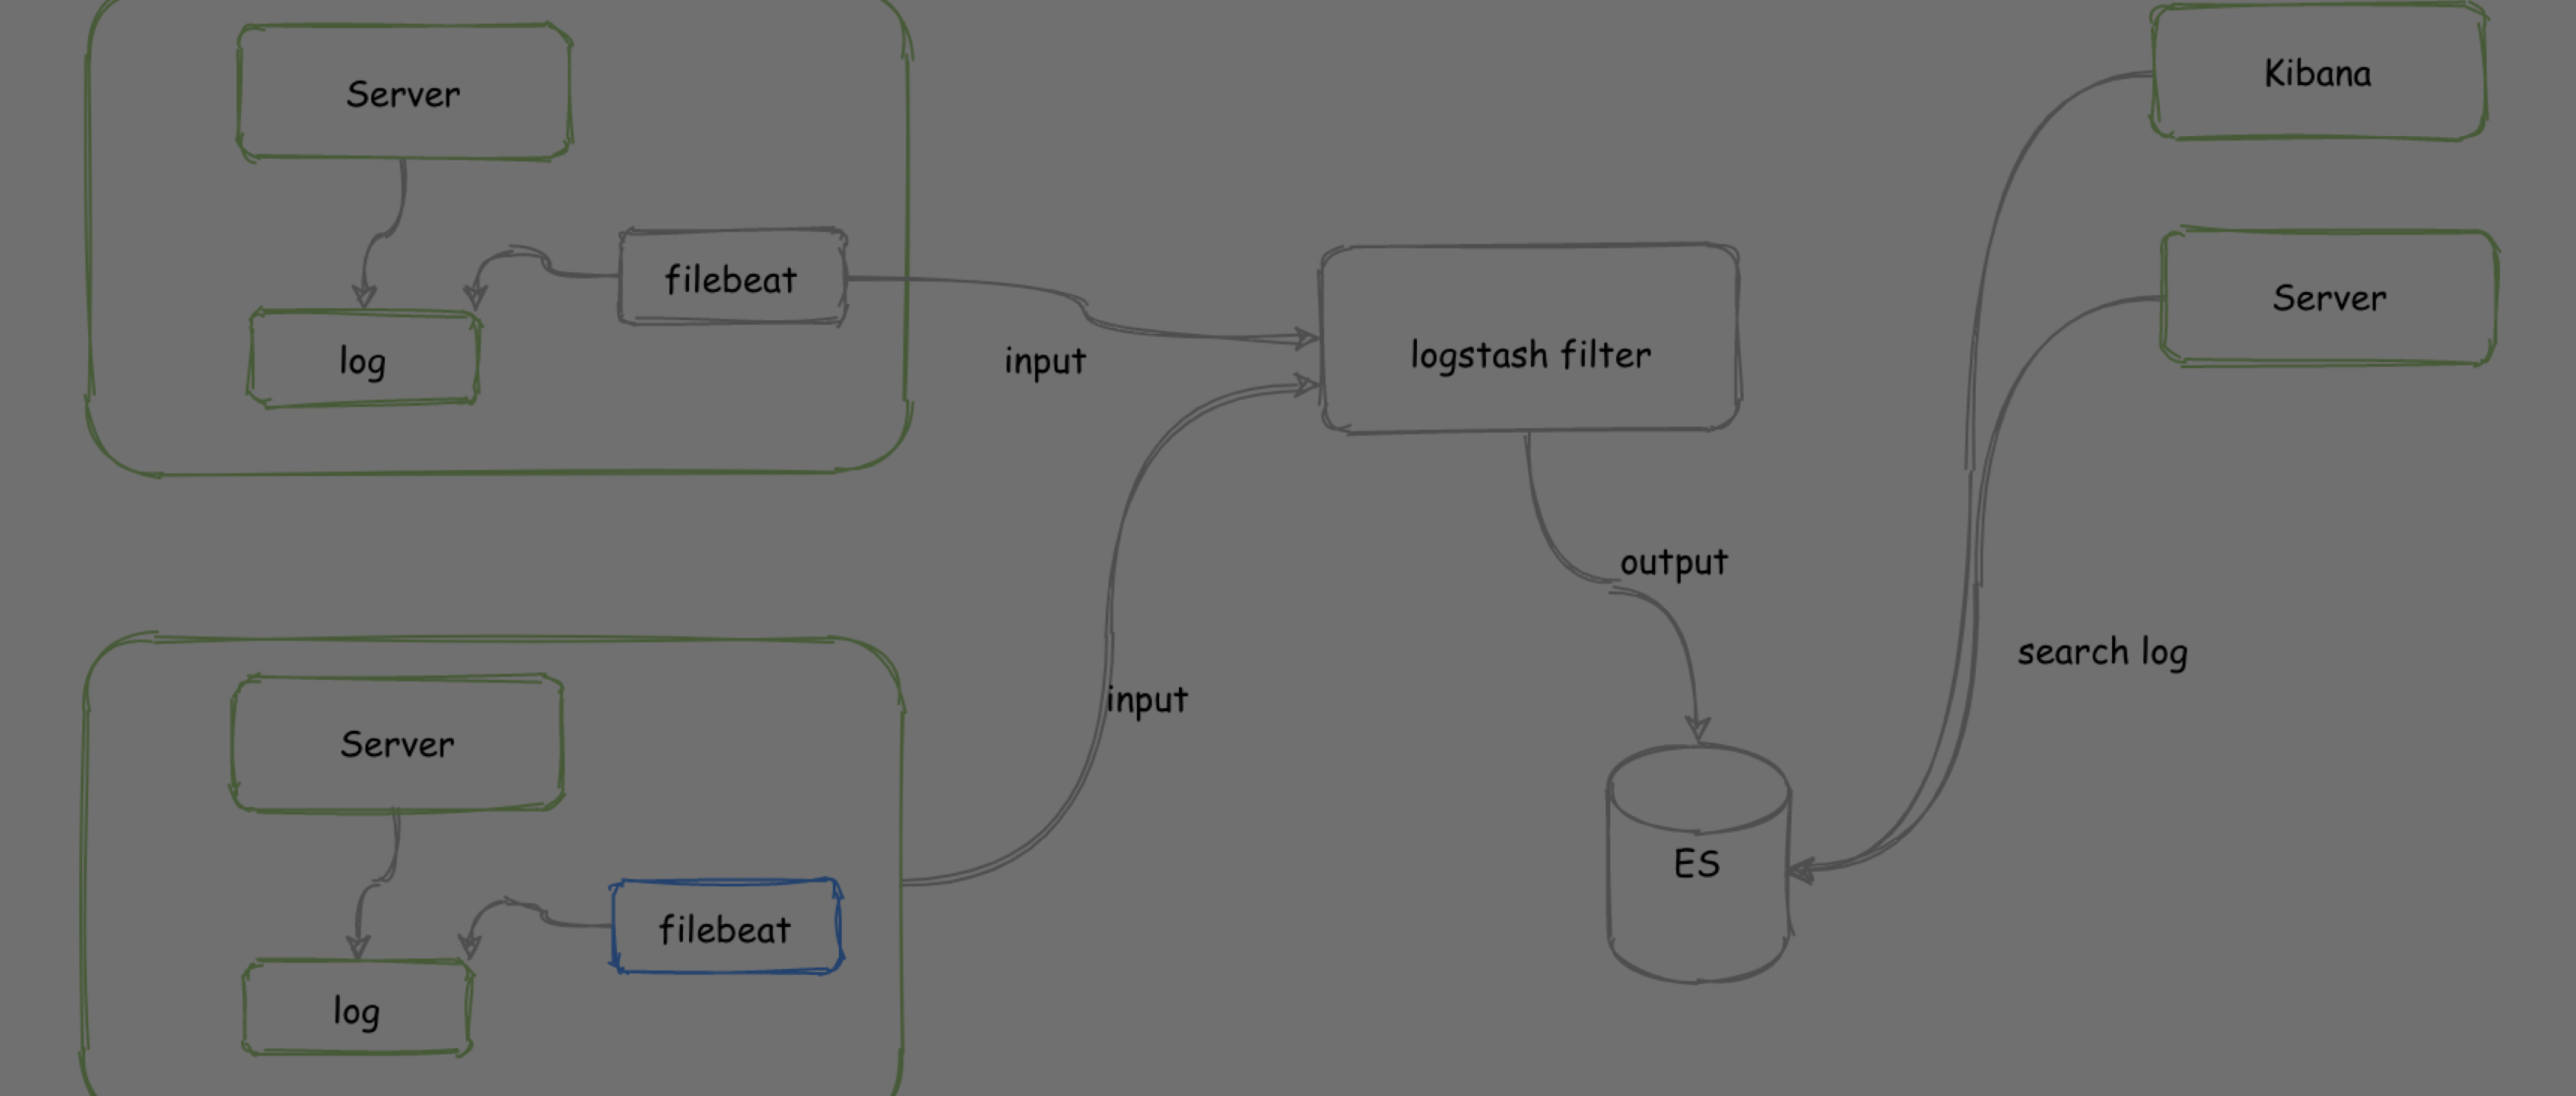 Server
log
filebeat
input
logstash filter
output
Kibana
Server
search log
ES
input
Server
filebeat
log